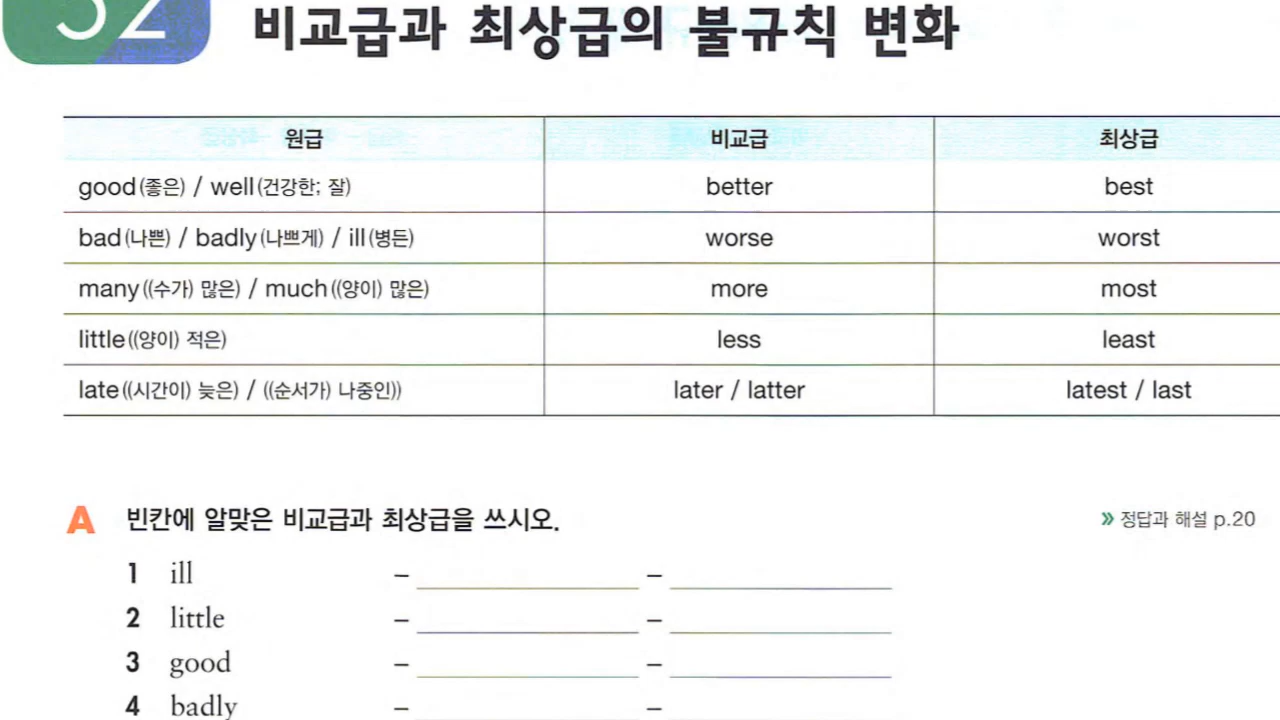 32
비교급과 최상급의 불규칙 변화
원급 비교급 최상급
good(좋은) / well(건강한; 잘) better best
bad(나쁜) / badly(나쁘게) / ill(병든) worse worst
many((수가) 많은) / much((양이) 많은) more most
little((양이) 적은) less least
late((시간이) 늦은) / ((순서가) 나중인)) later / latter latest / last
A 빈칸에 알맞은 비교급과 최상급을 쓰시오. » 정답과 해설 p.20
1 ill – –
2 little – –
3 good – –
4 badly – –